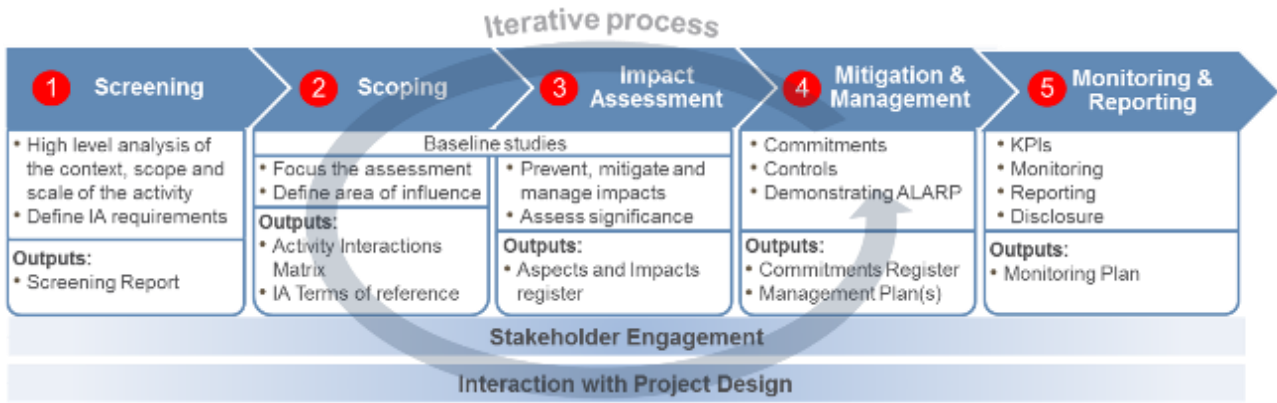 Iterative process
1 Screening
2 Scoping
3 Impact
Assessment
4 Mitigation &
Management
5 Monitoring &
Reporting
• High level analysis of
the context, scope and
scale of the activity
• Define IA requirements
Outputs:
• Screening Report
Baseline studies
• Focus the assessment
• Define area of influence
Outputs:
• Activity Interactions
Matrix
• IA Terms of reference
• Prevent, mitigate and
manage impacts
• Assess significance
Outputs:
• Aspects and Impacts
register
• Commitments
• Controls
• Demonstrating ALARP
Outputs:
• Commitments Register
• Management Plan(s)
• KPIs
• Monitoring
• Reporting
• Disclosure
Outputs:
• Monitoring Plan
Stakeholder Engagement
Interaction with Project Design